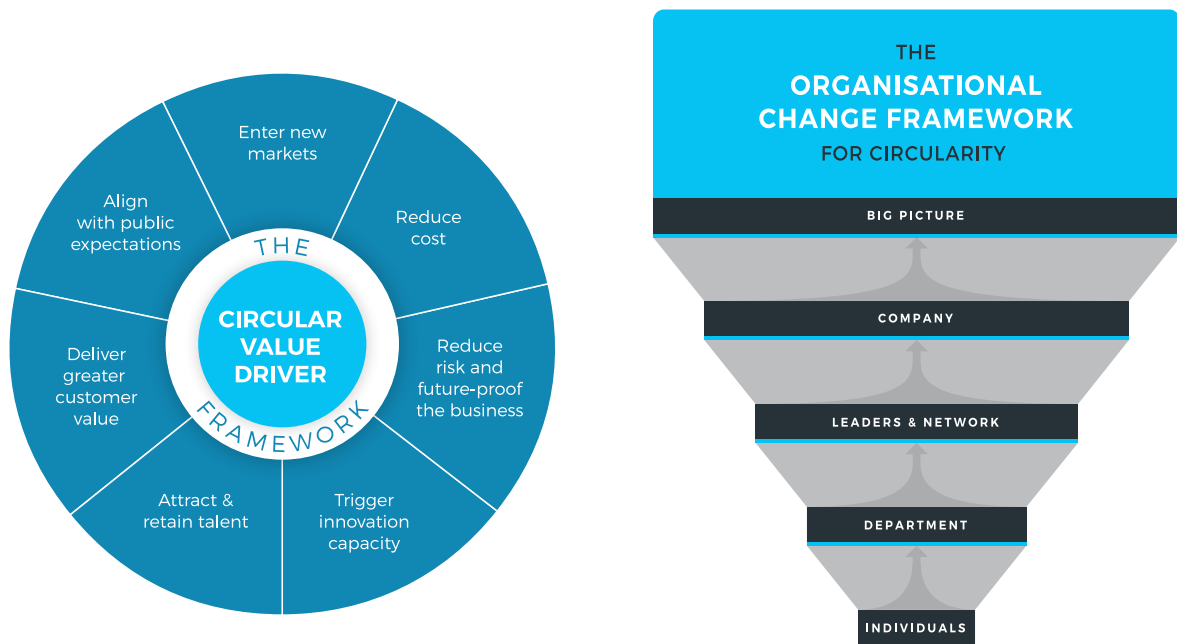 Enter new
markets
Reduce
cost
Reduce
risk and
future-proof
the business
Trigger
innovation
capacity
Attract &
retain talent
Deliver
greater
customer
value
Align
with public
expectations
THE
CIRCULAR
VALUE
DRIVER
FRAMEWORK
THE
ORGANISATIONAL
CHANGE FRAMEWORK
FOR CIRCULARITY
BIG PICTURE
COMPANY
LEADERS & NETWORK
DEPARTMENT
INDIVIDUALS